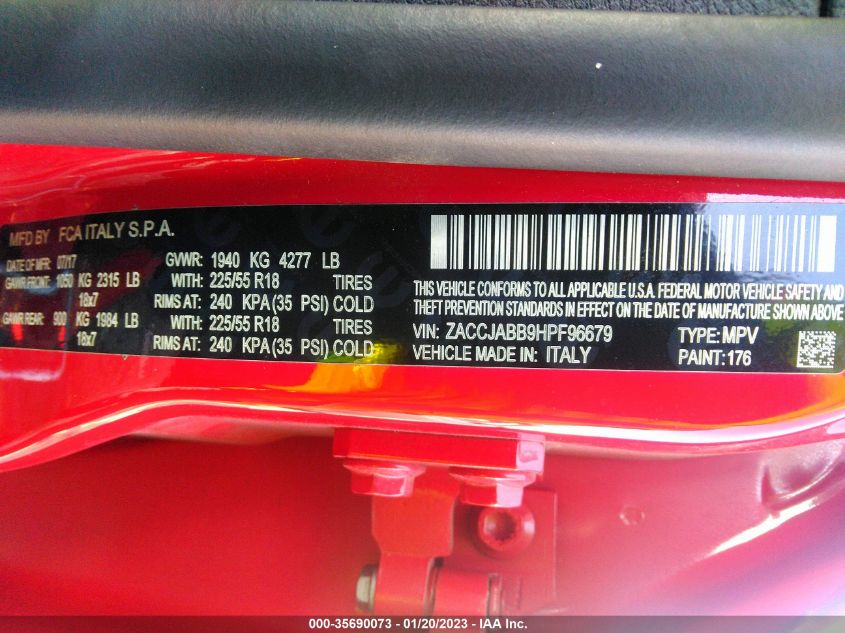 MFD BY FCA ITALY S.P.A.
DATE OF MFR: 07/17 GVWR: 1940 KG 4277 LB
GAWR FRONT: 1050 KG 2315 LB WITH: 225/55 R18 TIRES
18x7 RIMS AT: 240 KPA (35 PSI) COLD
GAWR REAR: 900 KG 1984 LB WITH: 225/55 R18 TIRES
18x7 RIMS AT: 240 KPA (35 PSI) COLD
THIS VEHICLE CONFORMS TO ALL APPLICABLE U.S.A. FEDERAL MOTOR VEHICLE SAFETY AND
THEFT PREVENTION STANDARDS IN EFFECT ON THE DATE OF MANUFACTURE SHOWN ABOVE
VIN: ZACCJABB9HPF96679 TYPE: MPV
VEHICLE MADE IN: ITALY PAINT: 176
000-35690073 - 01/20/2023 - IAA Inc.